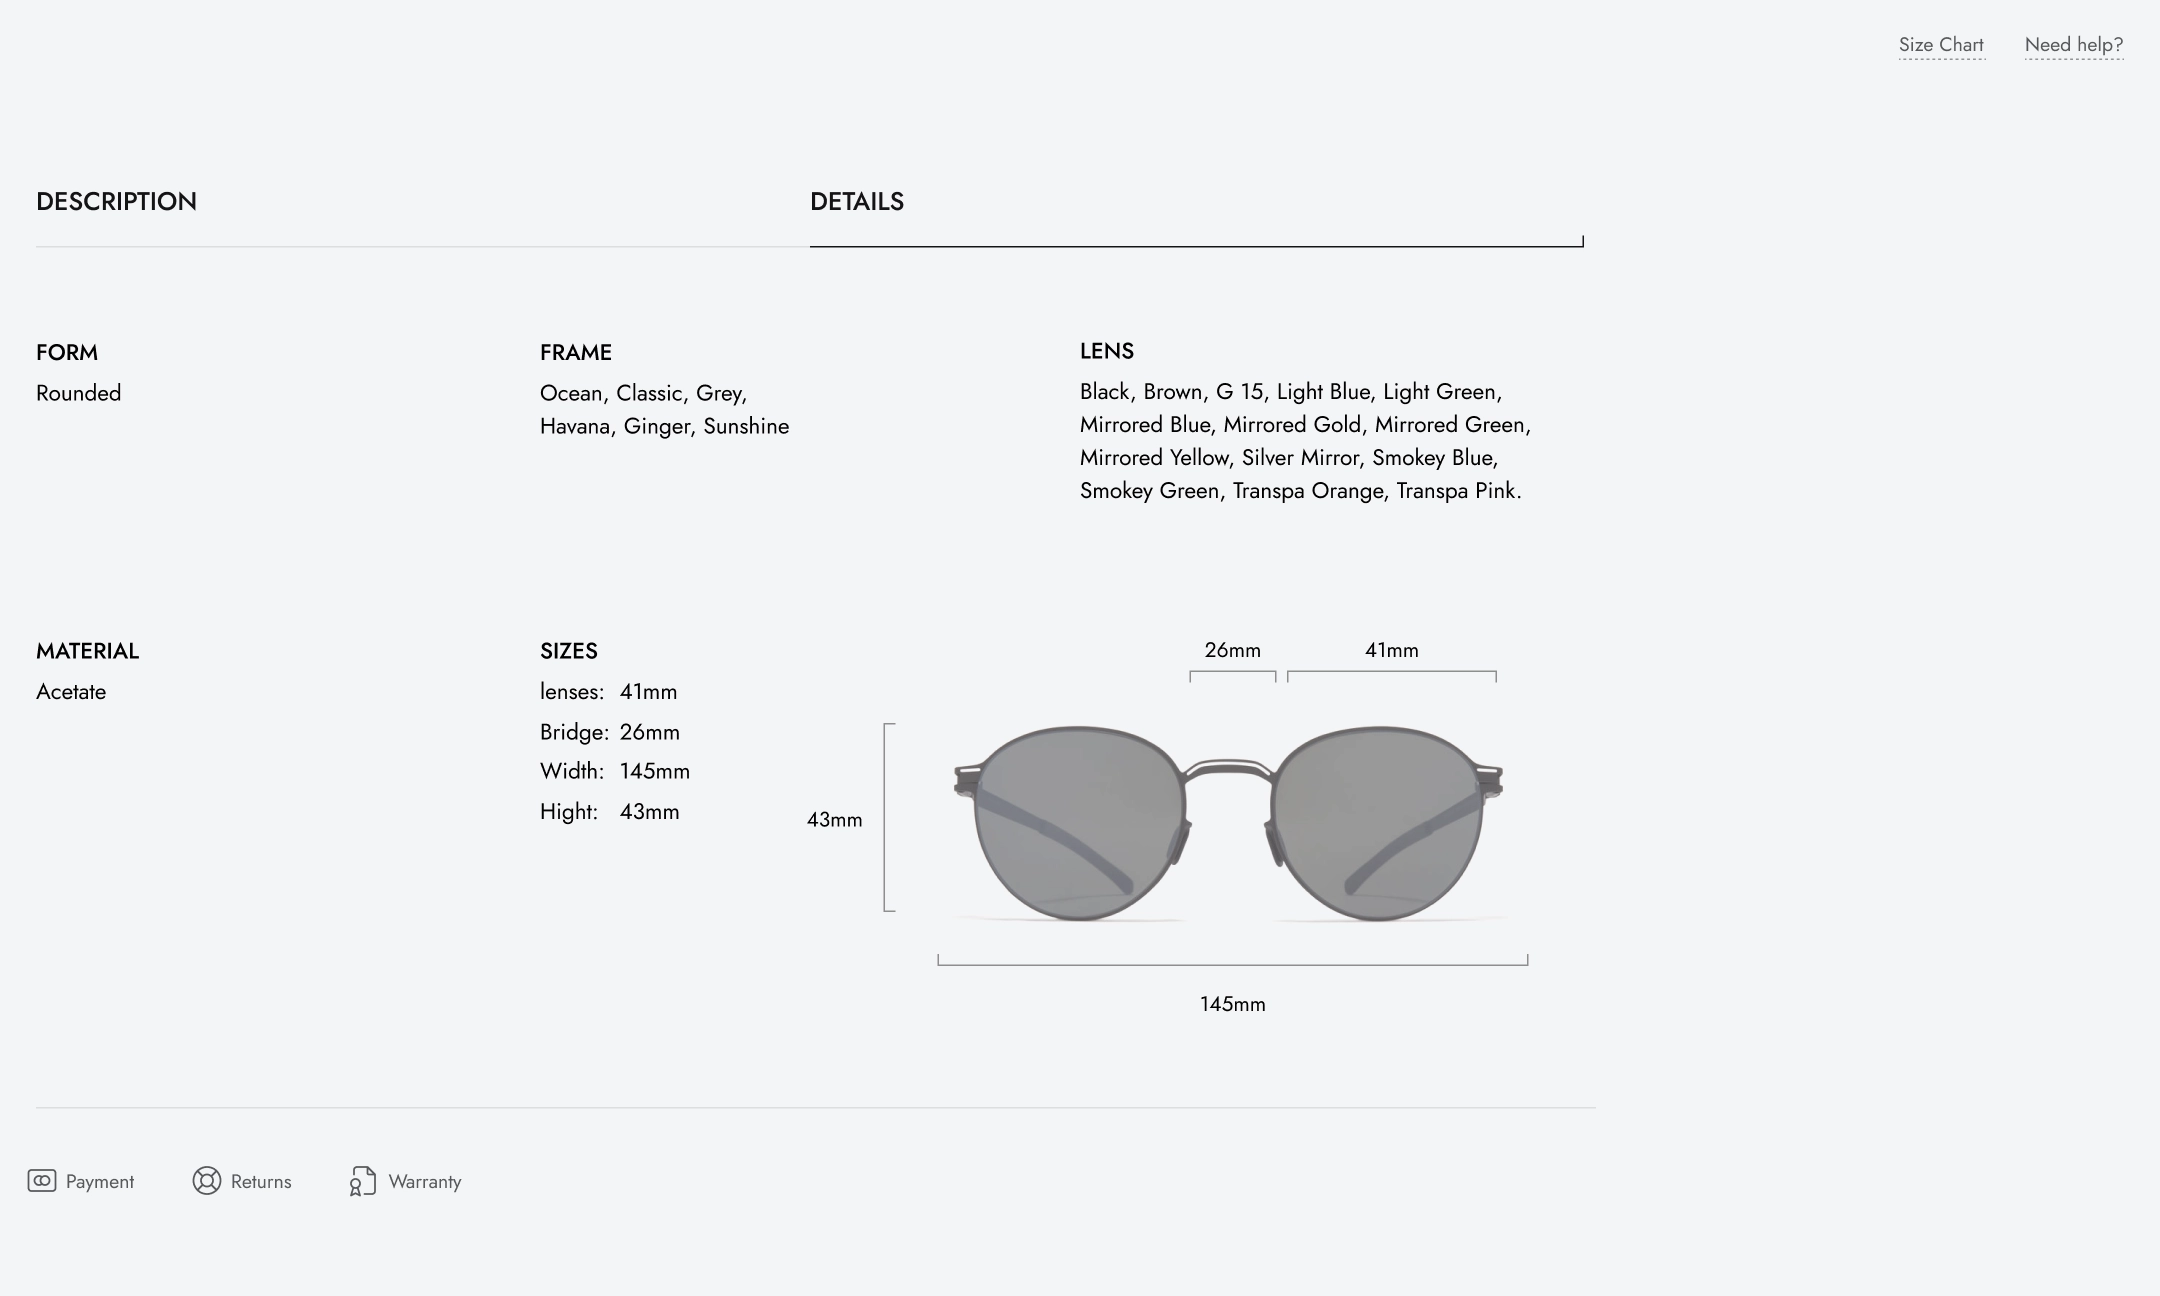 Size Chart
Need help?
DESCRIPTION
DETAILS
FORM
Rounded
FRAME
Ocean, Classic, Grey,
Havana, Ginger, Sunshine
LENS
Black, Brown, G 15, Light Blue, Light Green,
Mirrored Blue, Mirrored Gold, Mirrored Green,
Mirrored Yellow, Silver Mirror, Smokey Blue,
Smokey Green, Transpa Orange, Transpa Pink.
MATERIAL
Acetate
SIZES
lenses: 41mm
Bridge: 26mm
Width: 145mm
Hight: 43mm
26mm
41mm
43mm
145mm
Payment
Returns
Warranty